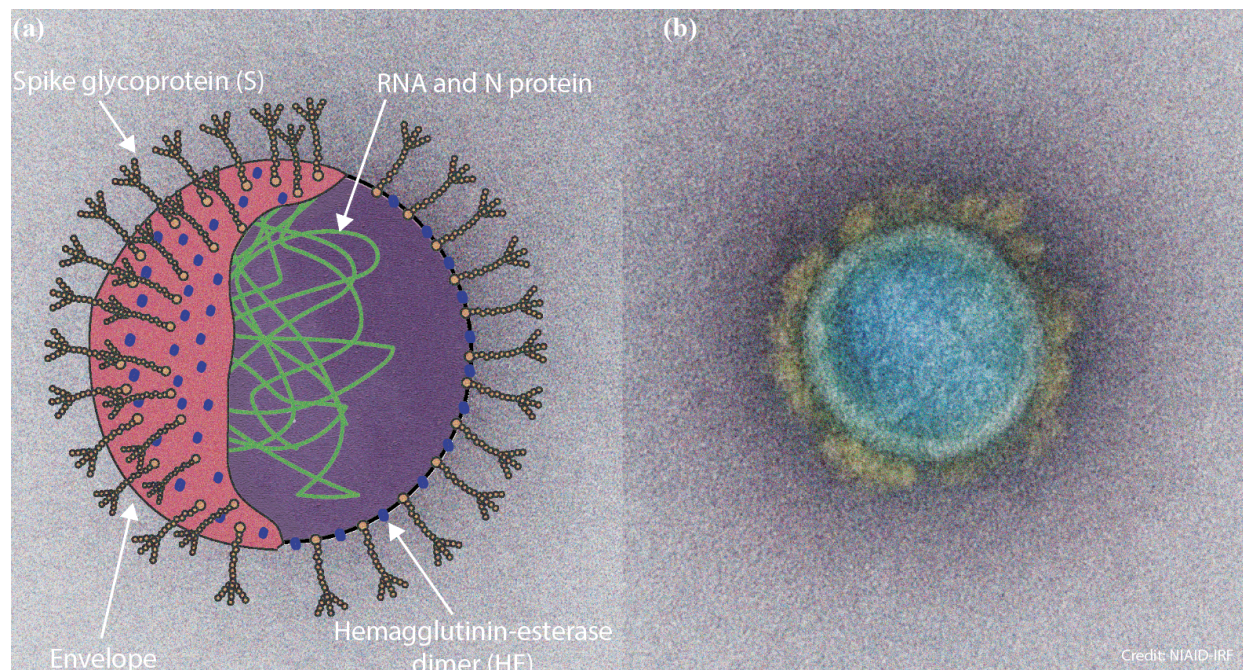 (a)
(b)
Spike glycoprotein (S)
RNA and N protein
Envelope
Hemagglutinin-esterase
dimer (HE)
Credit: NIAID-IRF